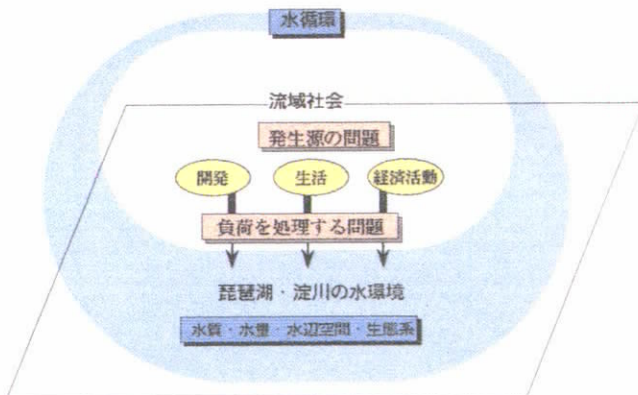 水循環
流域社会
発生源の問題
開発 生活 経済活動
負荷を処理する問題
琵琶湖・淀川の水環境
水質・水量・水辺空間・生態系